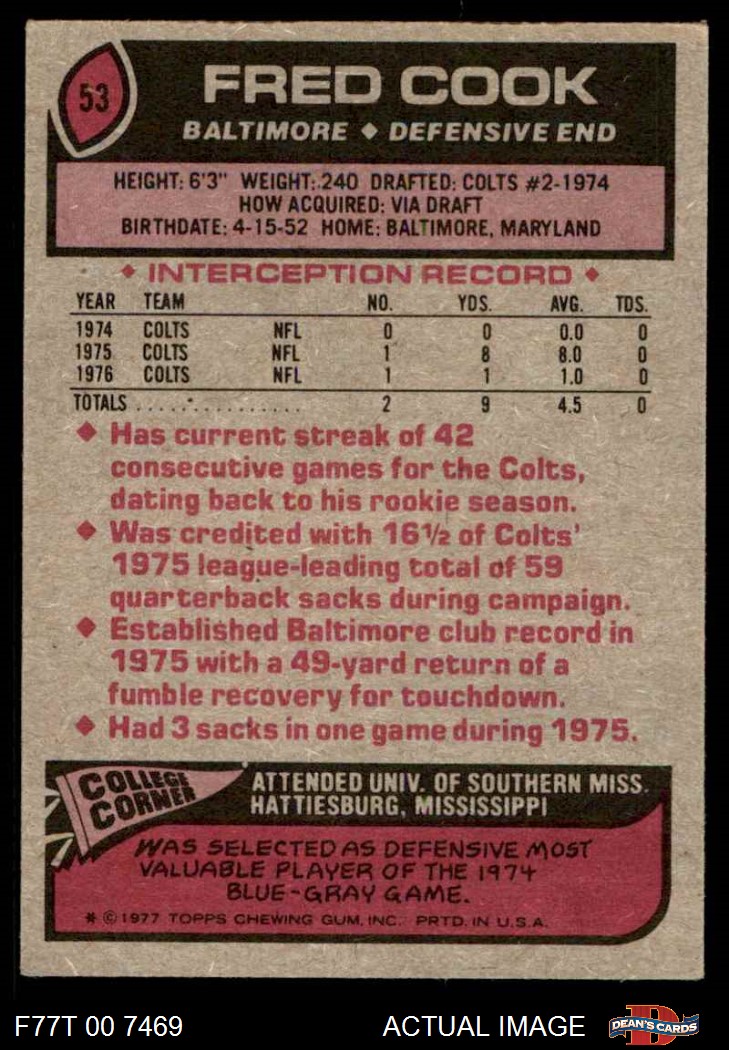 53
FRED COOK
BALTIMORE ◆ DEFENSIVE END
HEIGHT: 6'3" WEIGHT: 240 DRAFTED: COLTS #2-1974
HOW ACQUIRED: VIA DRAFT
BIRTHDATE: 4-15-52 HOME: BALTIMORE, MARYLAND
◆ INTERCEPTION RECORD ◆
YEAR TEAM NO. YDS. AVG. TDS.
1974 COLTS NFL 0 0 0.0 0
1975 COLTS NFL 1 8 8.0 0
1976 COLTS NFL 1 1 1.0 0
TOTALS . . . . . . . . . . . . . . . . 2 9 4.5 0
◆ Has current streak of 42
consecutive games for the Colts,
dating back to his rookie season.
◆ Was credited with 16½ of Colts'
1975 league-leading total of 59
quarterback sacks during campaign.
◆ Established Baltimore club record in
1975 with a 49-yard return of a
fumble recovery for touchdown.
◆ Had 3 sacks in one game during 1975.
COLLEGE
CORNER
ATTENDED UNIV. OF SOUTHERN MISS.
HATTIESBURG, MISSISSIPPI
WAS SELECTED AS DEFENSIVE MOST
VALUABLE PLAYER OF THE 1974
BLUE-GRAY GAME.
* © 1977 TOPPS CHEWING GUM, INC. PRTD. IN U.S.A.
F77T 00 7469 ACTUAL IMAGE
D
DEAN'S CARDS